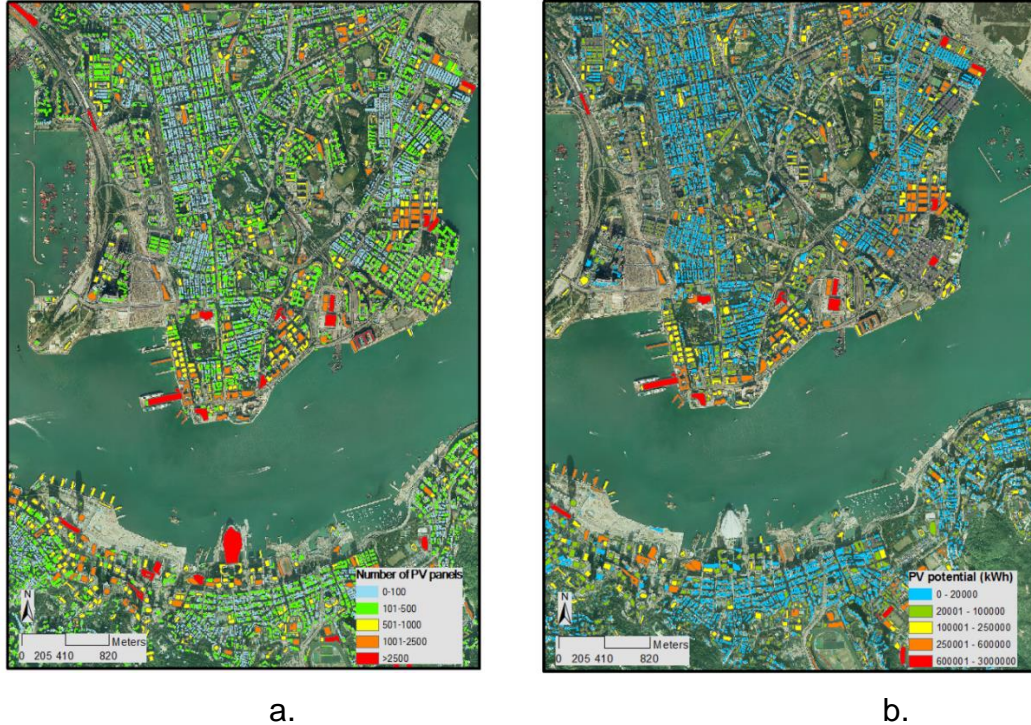 Number of PV panels
0-100
101-500
501-1000
1001-2500
>2500
N
Meters
0 205 410 820
PV potential (kWh)
0 - 20000
20001 - 100000
100001 - 250000
250001 - 600000
600001 - 3000000
N
Meters
0 205 410 820
a.
b.